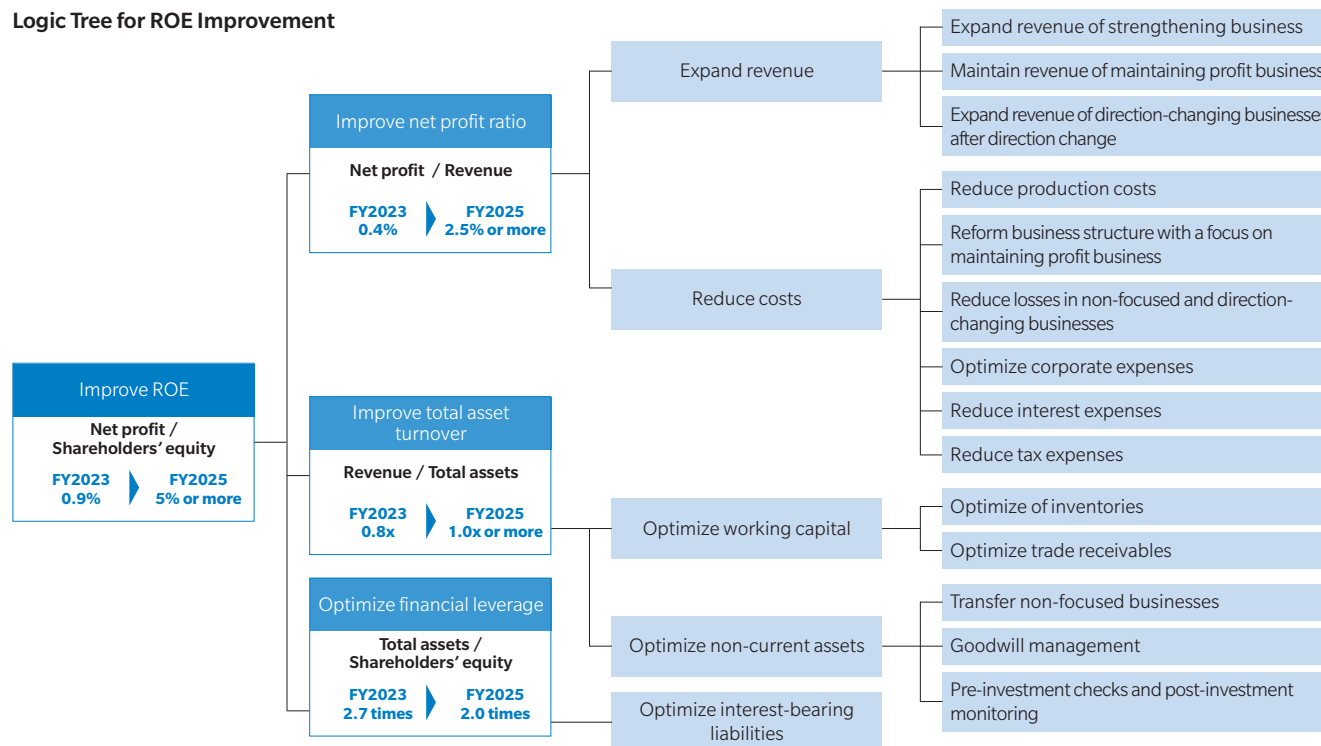 Logic Tree for ROE Improvement
Improve ROE
Net profit /
Shareholders' equity
FY2023
0.9%
FY2025
5% or more
Improve net profit ratio
Net profit / Revenue
FY2023
0.4%
FY2025
2.5% or more
Improve total asset
turnover
Revenue / Total assets
FY2023
0.8x
FY2025
1.0x or more
Optimize financial leverage
Total assets /
Shareholders' equity
FY2023
2.7 times
FY2025
2.0 times
Expand revenue
Reduce costs
Optimize working capital
Optimize non-current assets
Optimize interest-bearing
liabilities
Expand revenue of strengthening business
Maintain revenue of maintaining profit business
Expand revenue of direction-changing businesses
after direction change
Reduce production costs
Reform business structure with a focus on
maintaining profit business
Reduce losses in non-focused and direction-
changing businesses
Optimize corporate expenses
Reduce interest expenses
Reduce tax expenses
Optimize of inventories
Optimize trade receivables
Transfer non-focused businesses
Goodwill management
Pre-investment checks and post-investment
monitoring